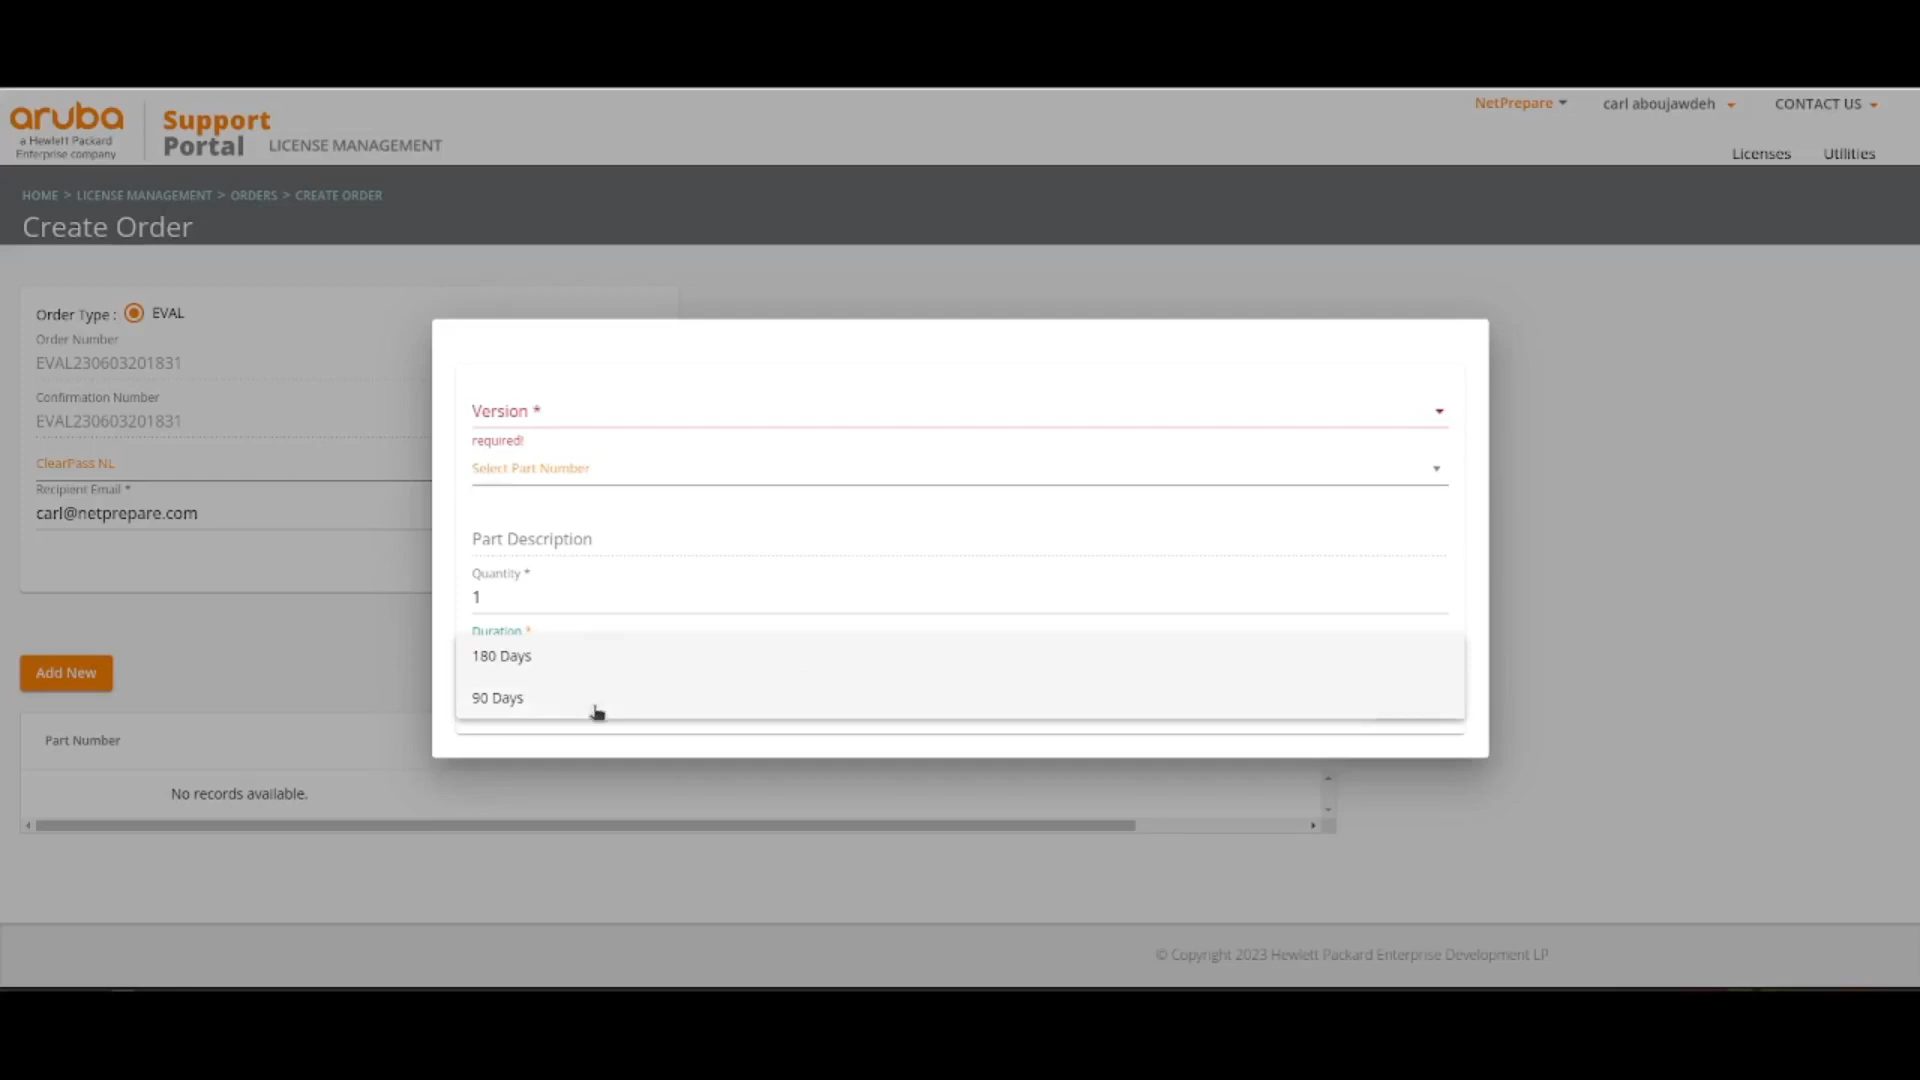 aruba
a Hewlett Packard
Enterprise company
Support
Portal
LICENSE MANAGEMENT
NetPrepare
carl aboujawdeh
CONTACT US
Licenses
Utilities
HOME > LICENSE MANAGEMENT > ORDERS > CREATE ORDER
Create Order
Order Type : EVAL
Order Number
EVAL230603201831
Confirmation Number
EVAL230603201831
ClearPass NL
Recipient Email *
carl@netprepare.com
Version *
required!
Select Part Number
Part Description
Quantity *
1
Duration *
180 Days
90 Days
Add New
Part Number
No records available.
© Copyright 2023 Hewlett Packard Enterprise Development LP